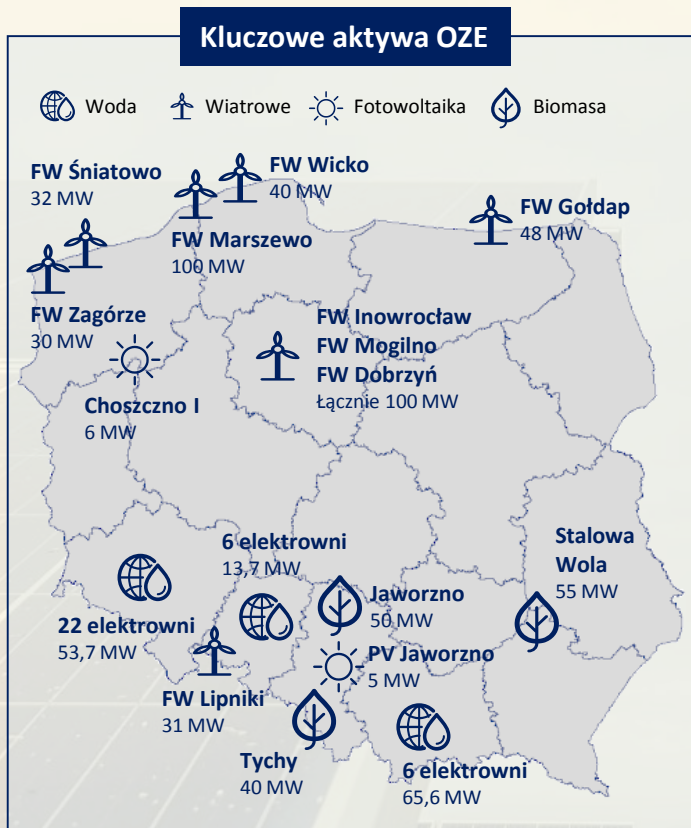 Kluczowe aktywa OZE
Woda
Wiatrowe
Fotowoltaika
Biomasa
FW Śniatowo
32 MW
FW Wicko
40 MW
FW Marszewo
100 MW
FW Gołdap
48 MW
FW Zagórze
30 MW
FW Inowrocław
FW Mogilno
FW Dobrzyń
Łącznie 100 MW
Choszczno I
6 MW
6 elektrowni
13,7 MW
Stalowa
Wola
55 MW
Jaworzno
50 MW
22 elektrowni
53,7 MW
PV Jaworzno
5 MW
FW Lipniki
31 MW
Tychy
40 MW
6 elektrowni
65,6 MW